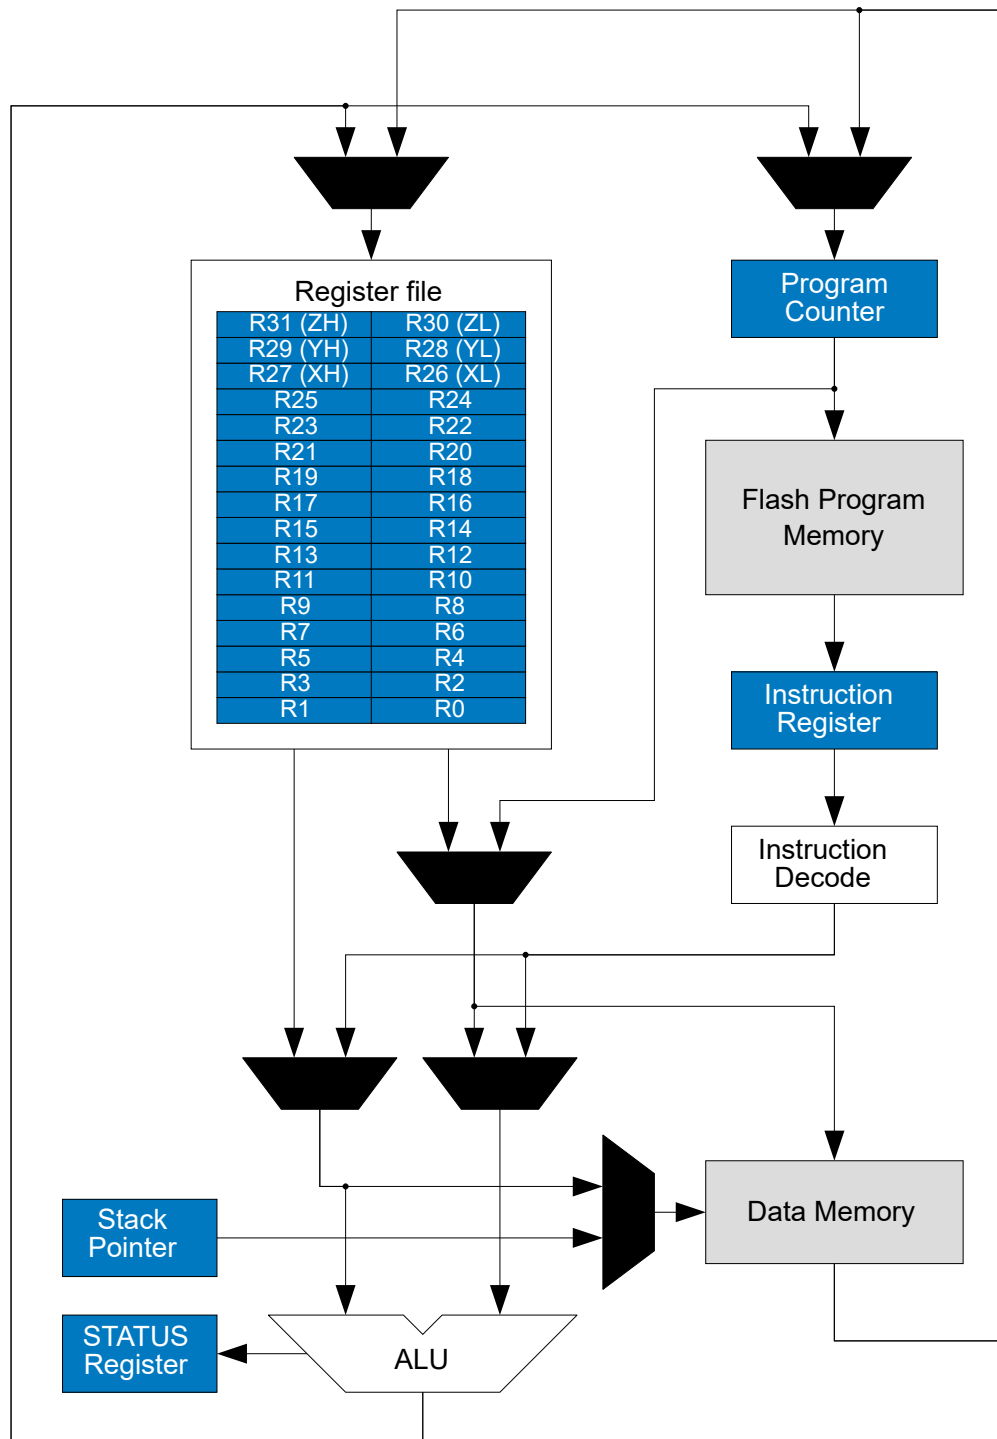 Register file
R31 (ZH) R30 (ZL)
R29 (YH) R28 (YL)
R27 (XH) R26 (XL)
R25 R24
R23 R22
R21 R20
R19 R18
R17 R16
R15 R14
R13 R12
R11 R10
R9 R8
R7 R6
R5 R4
R3 R2
R1 R0
Program
Counter
Flash Program
Memory
Instruction
Register
Instruction
Decode
Stack
Pointer
Data Memory
STATUS
Register
ALU